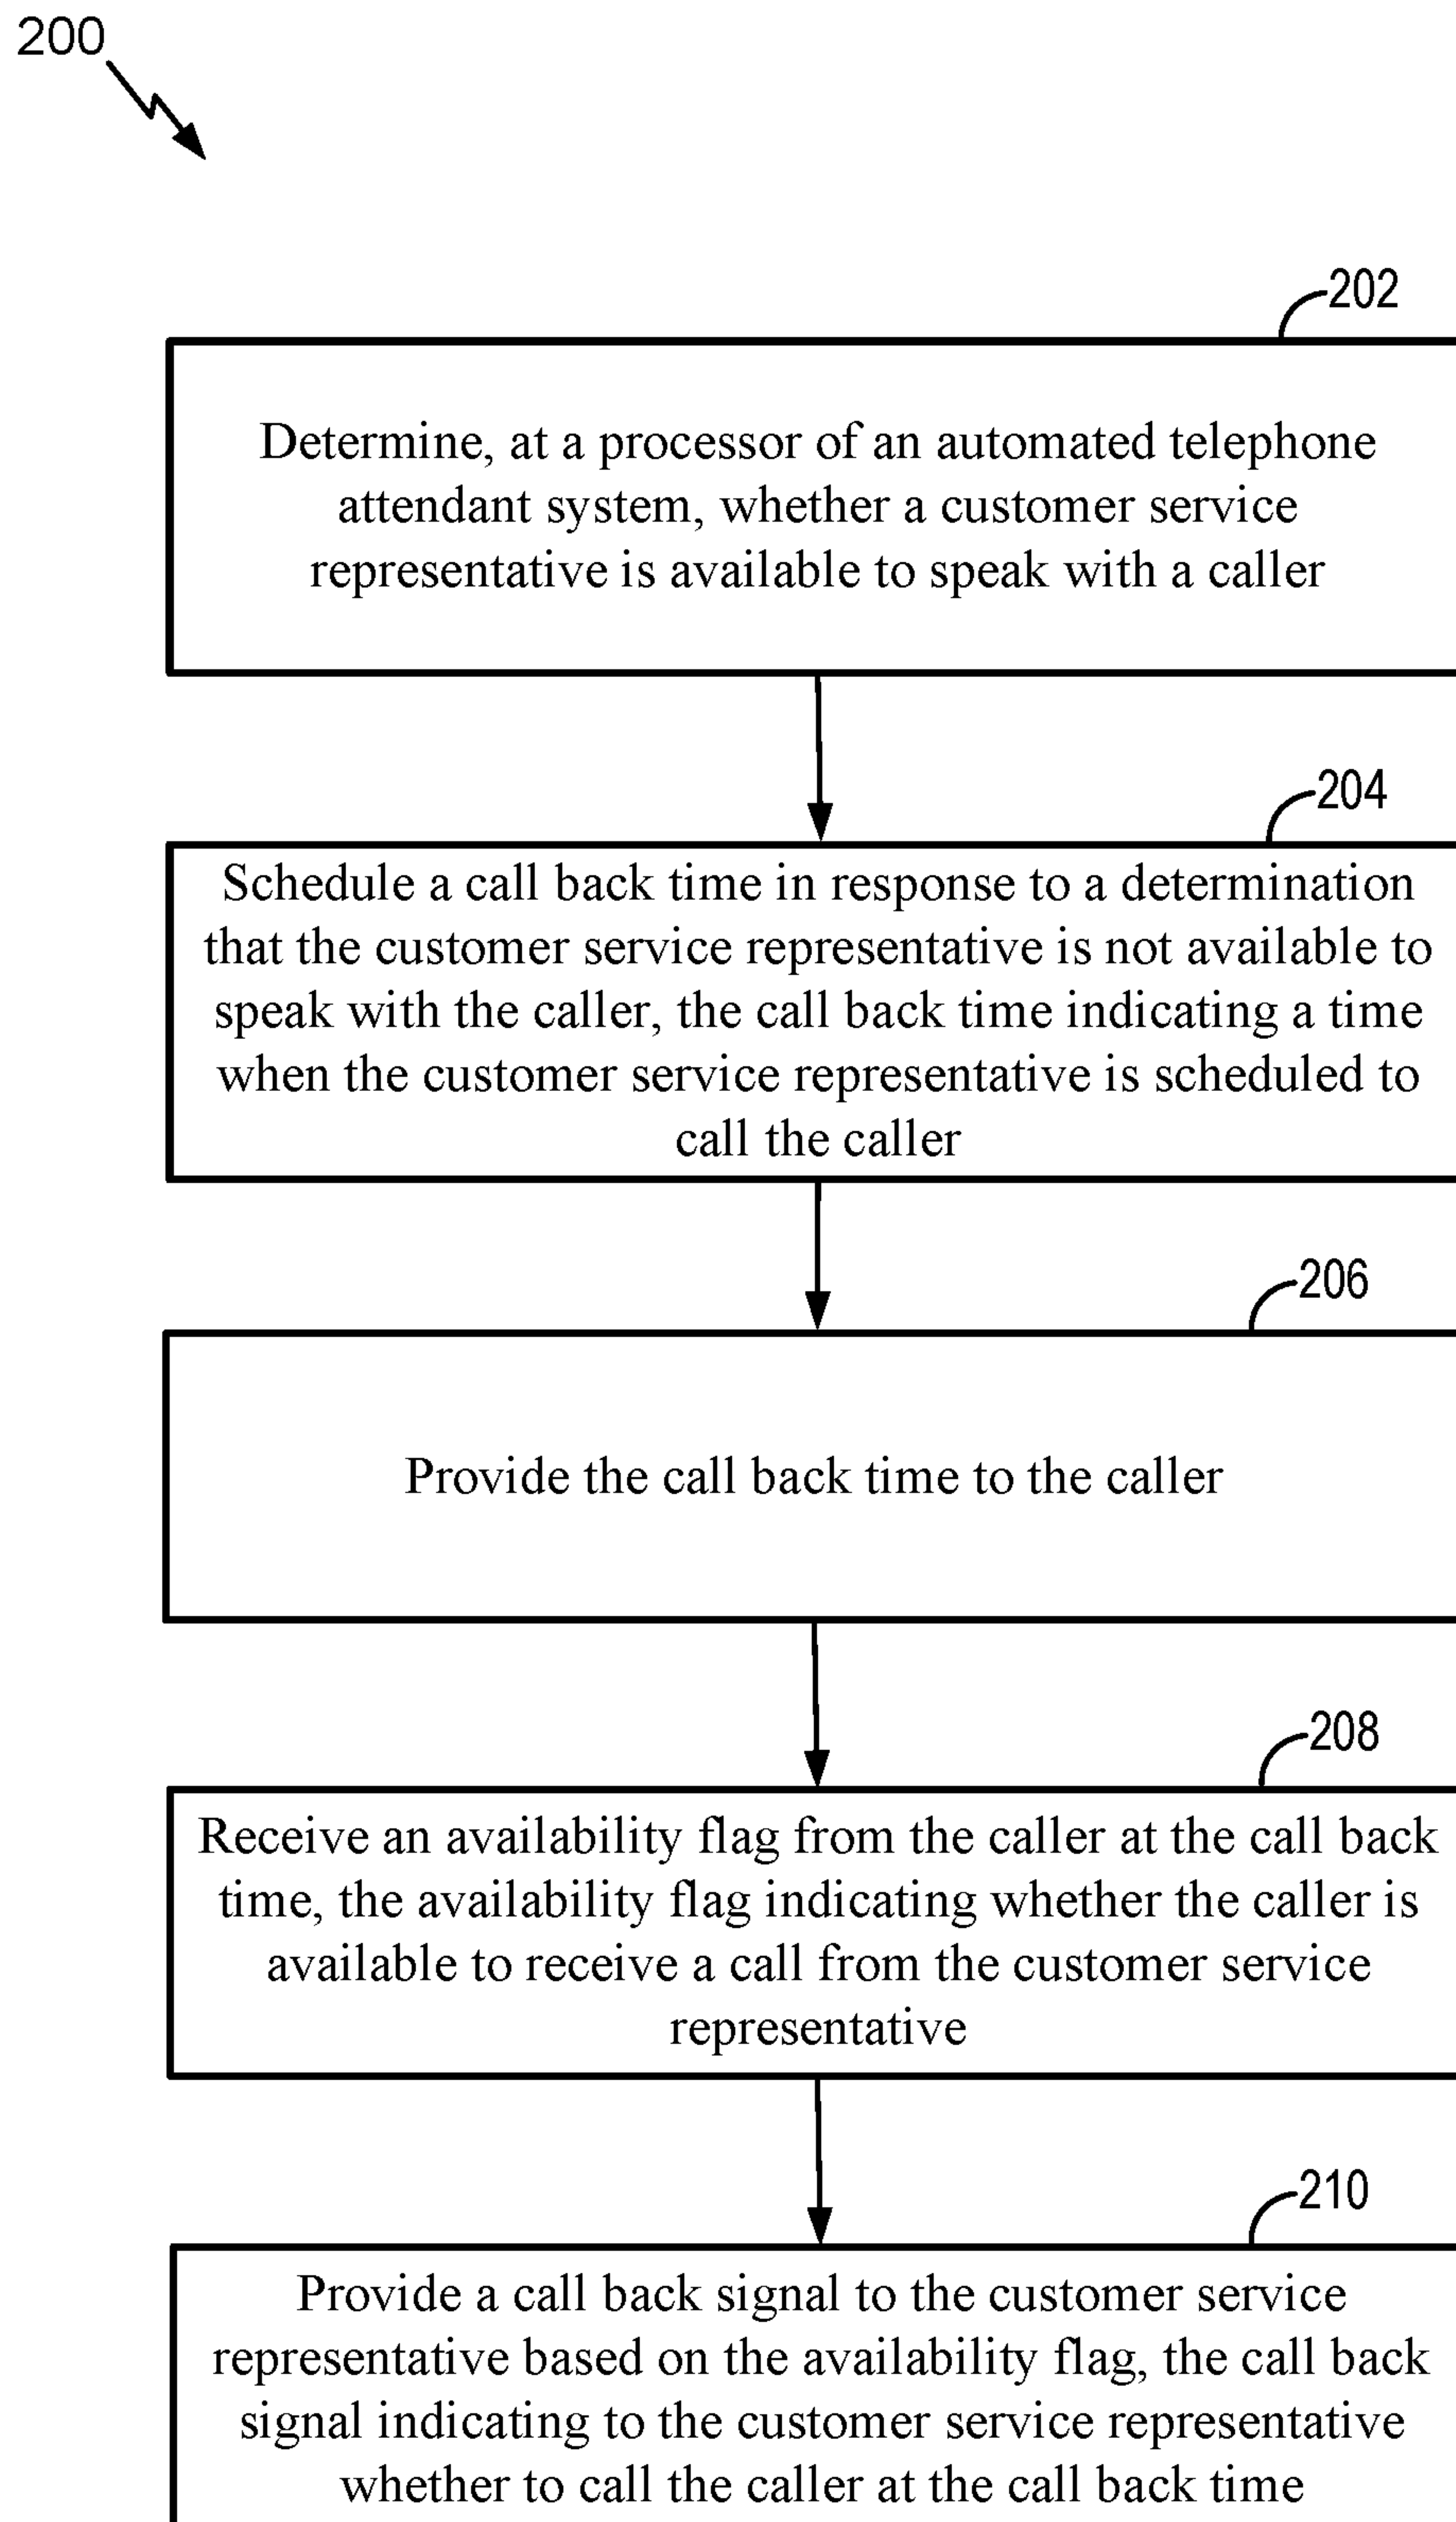 200
202
Determine, at a processor of an automated telephone
attendant system, whether a customer service
representative is available to speak with a caller
204
Schedule a call back time in response to a determination
that the customer service representative is not available to
speak with the caller, the call back time indicating a time
when the customer service representative is scheduled to
call the caller
206
Provide the call back time to the caller
208
Receive an availability flag from the caller at the call back
time, the availability flag indicating whether the caller is
available to receive a call from the customer service
representative
210
Provide a call back signal to the customer service
representative based on the availability flag, the call back
signal indicating to the customer service representative
whether to call the caller at the call back time